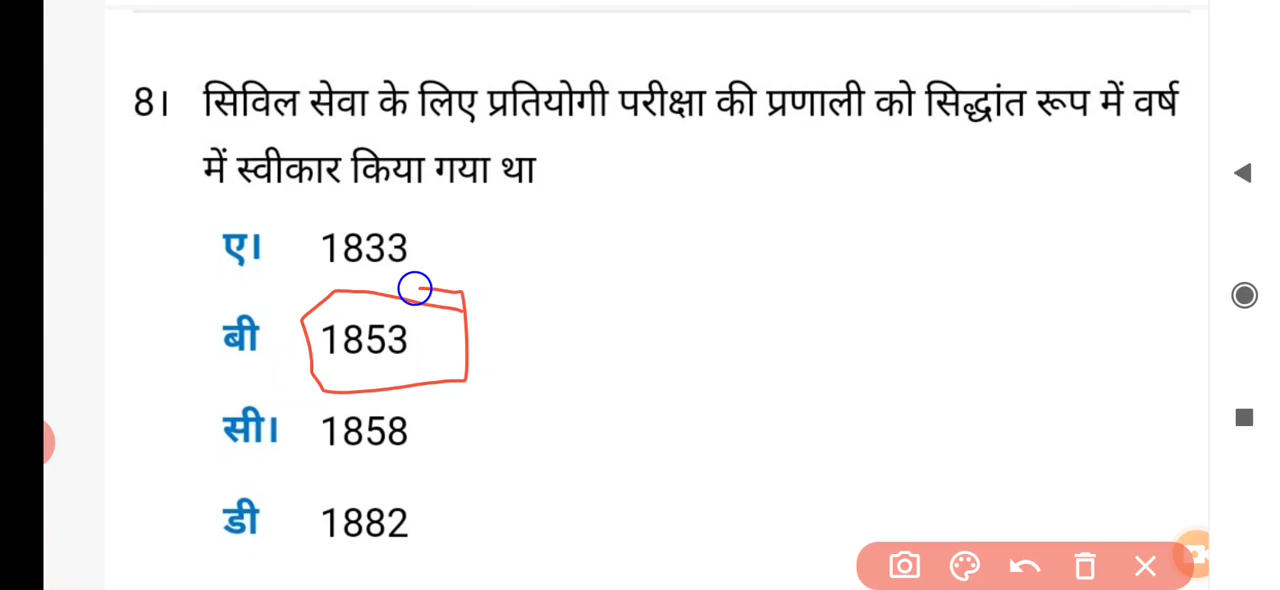 8। सिविल सेवा के लिए प्रतियोगी परीक्षा की प्रणाली को सिद्धांत रूप में वर्ष
में स्वीकार किया गया था
ए। 1833
बी 1853
सी। 1858
डी 1882